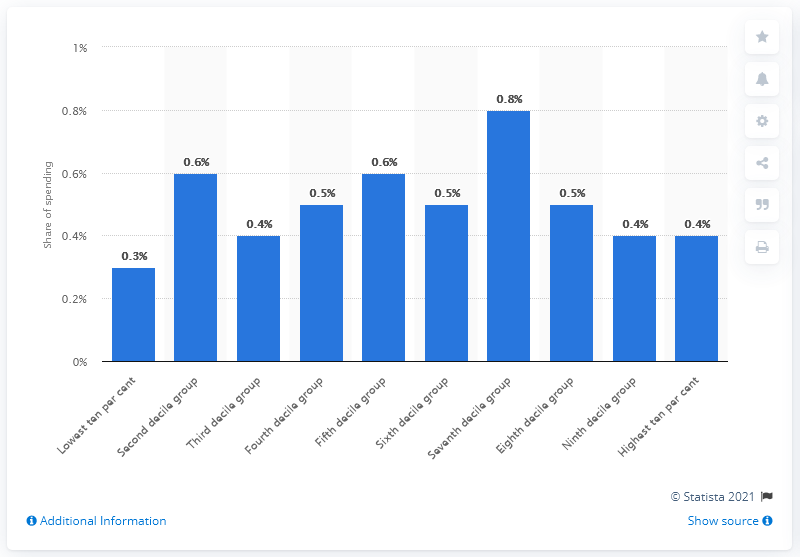 1%
0.8%
0.6%
0.4%
0.2%
0%
Share of spending
0.3%
0.6%
0.4%
0.5%
0.6%
0.5%
0.8%
0.5%
0.4%
0.4%
Lowest ten per cent
Second decile group
Third decile group
Fourth decile group
Fifth decile group
Sixth decile group
Seventh decile group
Eighth decile group
Ninth decile group
Highest ten per cent
© Statista 2021
Additional Information
Show source